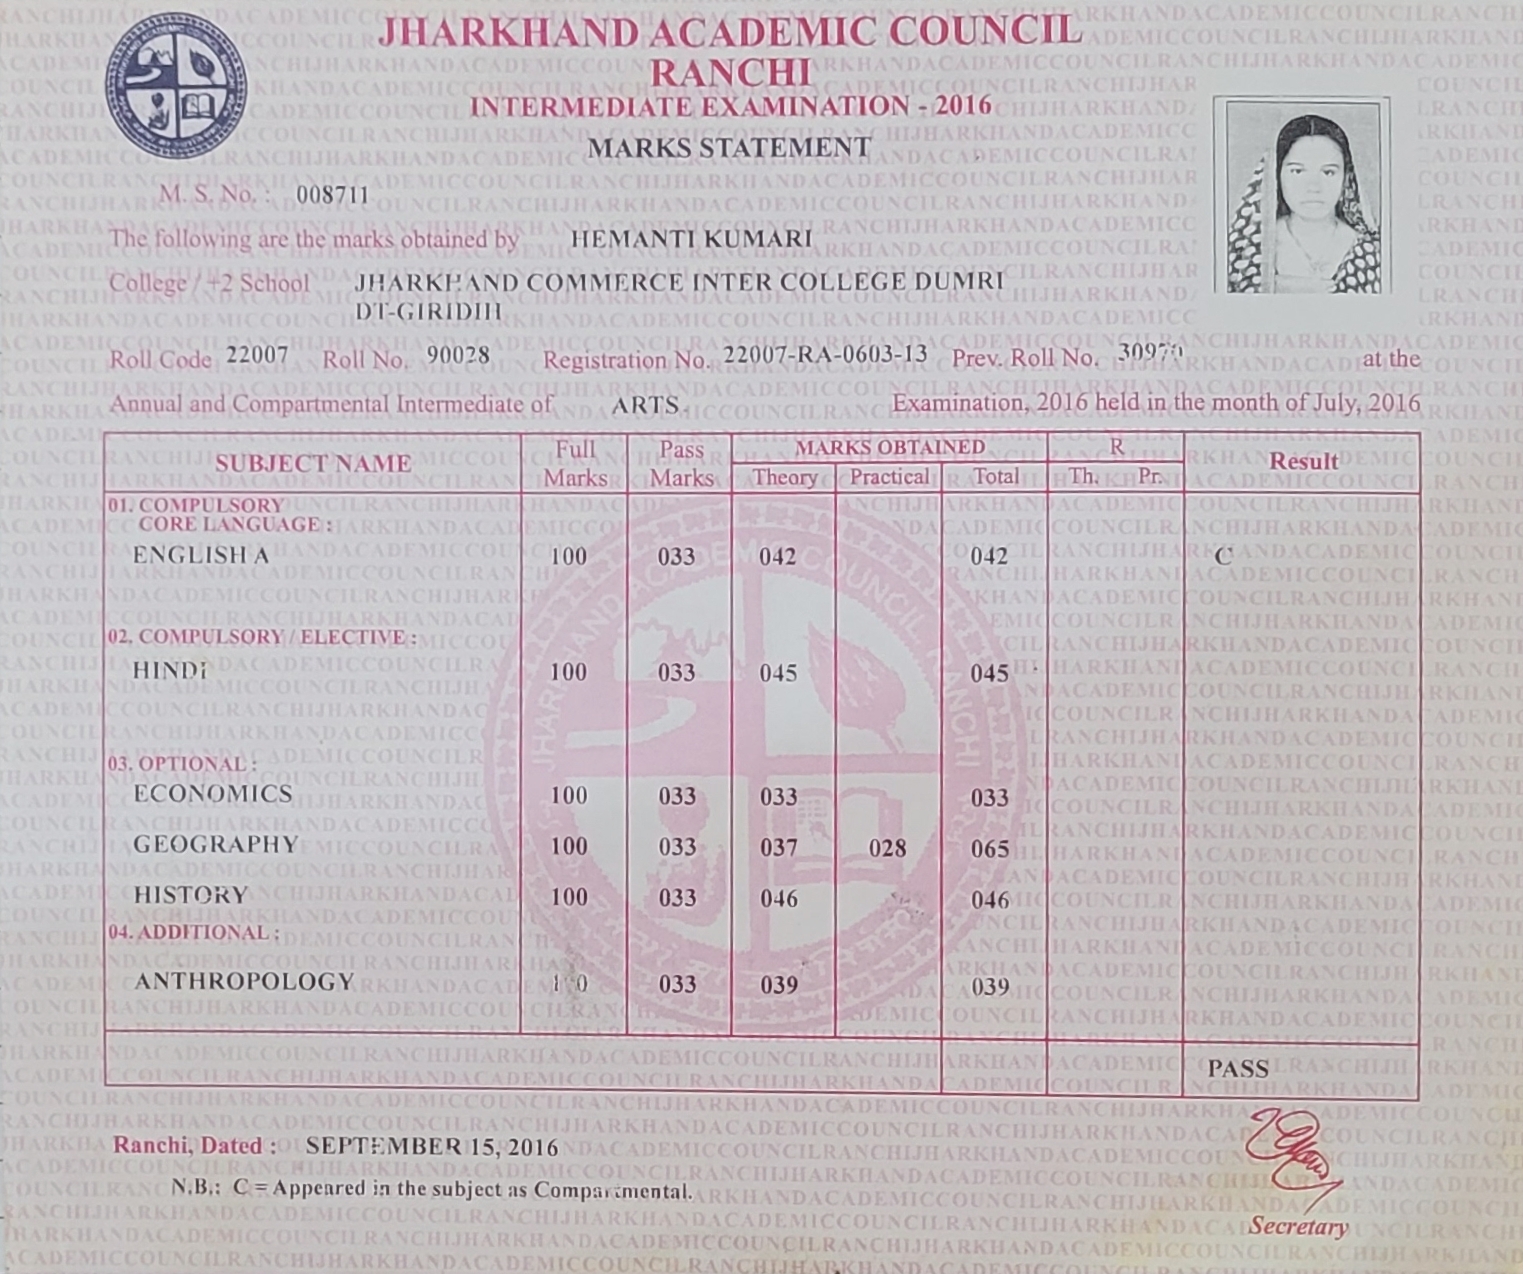 JHARKHAND ACADEMIC COUNCIL
RANCHI
INTERMEDIATE EXAMINATION - 2016
MARKS STATEMENT
M. S. No. : 008711
The following are the marks obtained by HEMANTI KUMARI
College / +2 School JHARKHAND COMMERCE INTER COLLEGE DUMRI
DT-GIRIDIH
Roll Code 22007 Roll No. 90028 Registration No. 22007-RA-0603-13 Prev. Roll No. at the
Annual and Compartmental Intermediate of ARTS Examination, 2016 held in the month of July, 2016
SUBJECT NAME Full Marks Pass Marks MARKS OBTAINED R Result
Theory Practical Total Th. Pr.
01. COMPULSORY
CORE LANGUAGE :
ENGLISH A 100 033 042 042 C
02. COMPULSORY / ELECTIVE :
HINDI 100 033 045 045
03. OPTIONAL :
ECONOMICS 100 033 033 033
GEOGRAPHY 100 033 037 028 065
HISTORY 100 033 046 046
04. ADDITIONAL :
ANTHROPOLOGY 033 039 039
PASS
Ranchi, Dated : SEPTEMBER 15, 2016
N.B.: C = Appeared in the subject as Compartmental.
Secretary